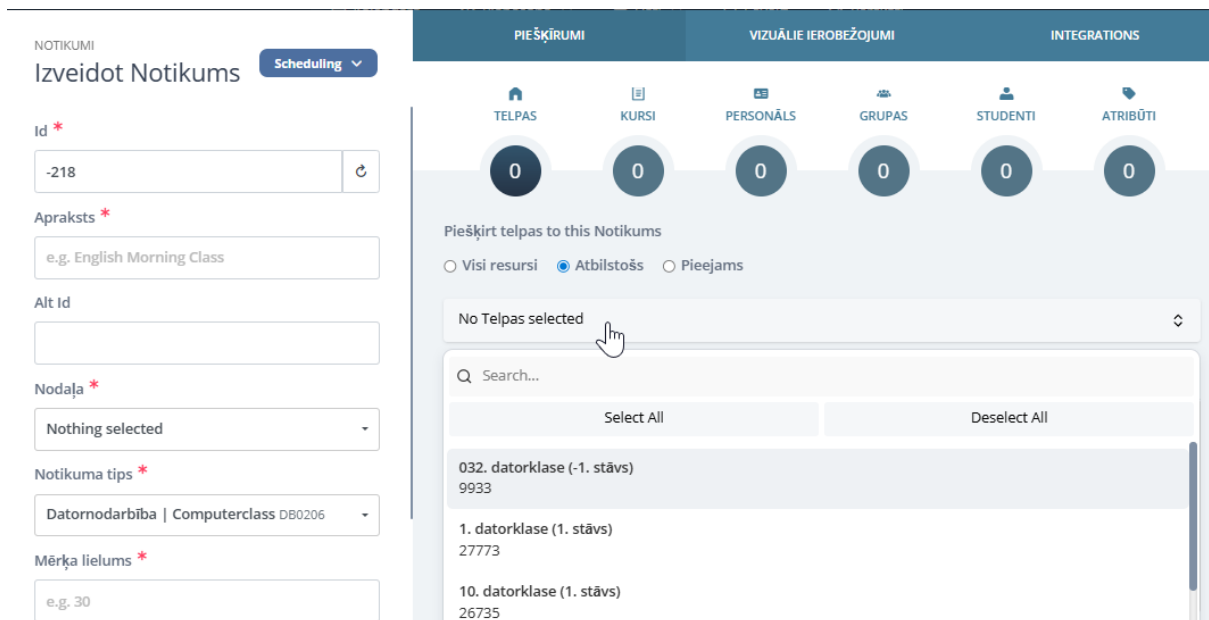 NOTIKUMI
Izveidot Notikums
Scheduling
Id *
-218
Apraksts *
e.g. English Morning Class
Alt Id
Nodaļa *
Nothing selected
Notikuma tips *
Datornodarbība | Computerclass DB0206
Mērķa lielums *
e.g. 30
PIEŠĶĪRUMI
VIZUĀLIE IEROBEŽOJUMI
INTEGRATIONS
TELPAS
KURSI
PERSONĀLS
GRUPAS
STUDENTI
ATRIBŪTI
0
0
0
0
0
0
Piešķirt telpas to this Notikums
Visi resursi
Atbilstošs
Pieejams
No Telpas selected
Search...
Select All
Deselect All
032. datorklase (-1. stāvs)
9933
1. datorklase (1. stāvs)
27773
10. datorklase (1. stāvs)
26735